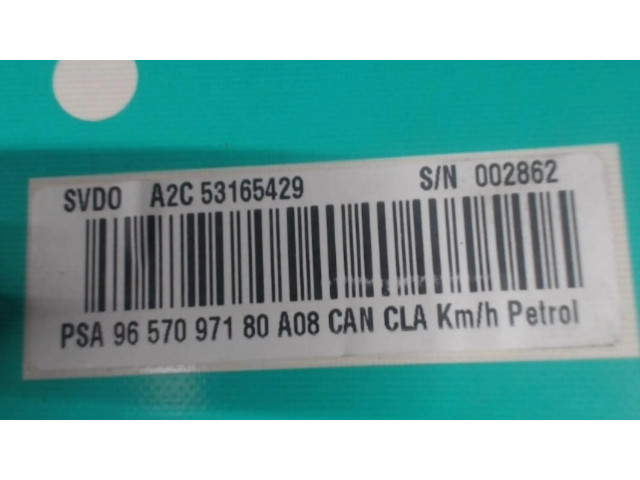 SVDO A2C 53165429 S/N 002862
PSA 96 570 971 80 A08 CAN CLA Km/h Petrol